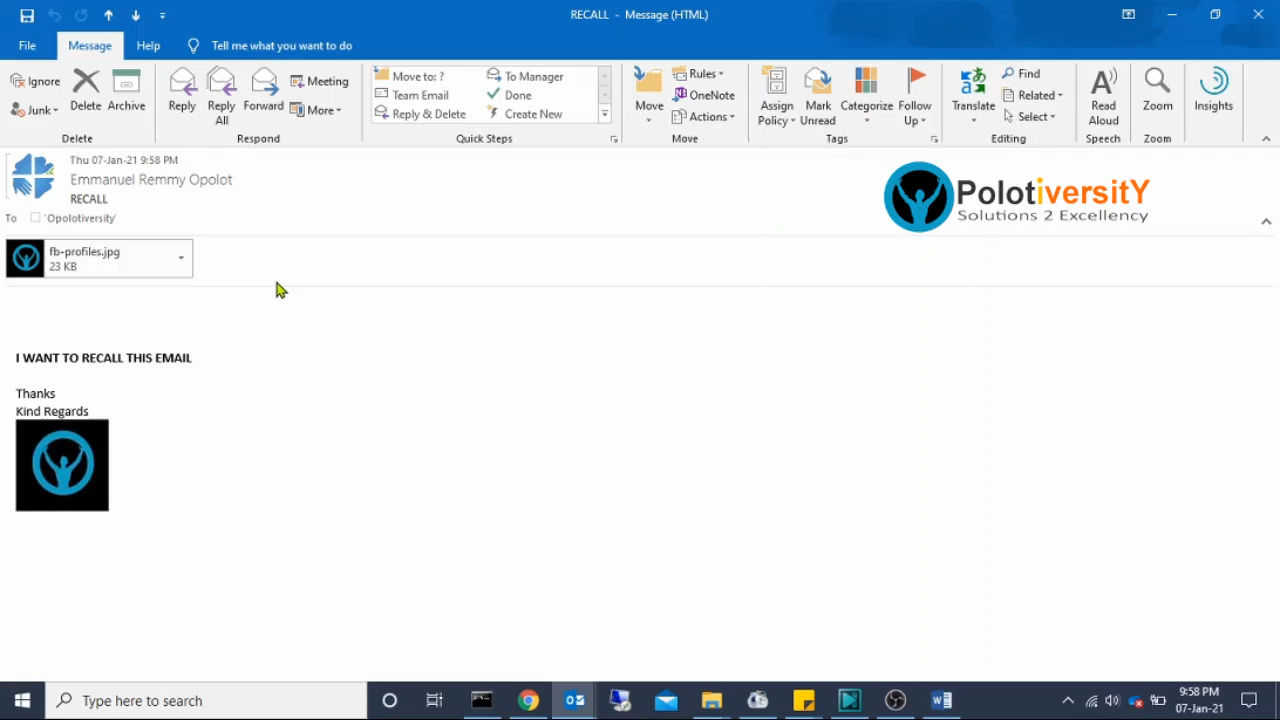 RECALL - Message (HTML)
File Message Help Tell me what you want to do
Ignore
Junk
Delete
Archive
Delete
Reply
Reply All
Forward
Meeting
More
Respond
Move to: ?
Team Email
Reply & Delete
To Manager
Done
Create New
Quick Steps
Move
Rules
OneNote
Actions
Move
Assign Policy
Mark Unread
Categorize
Follow Up
Tags
Translate
Find
Related
Select
Editing
Read Aloud
Speech
Zoom
Zoom
Insights
Thu 07-Jan-21 9:58 PM
Emmanuel Remmy Opolot
RECALL
To 'Opolotiversity'
PolotiversitY
Solutions 2 Excellency
fb-profiles.jpg
23 KB
I WANT TO RECALL THIS EMAIL
Thanks
Kind Regards
Type here to search
9:58 PM
07-Jan-21